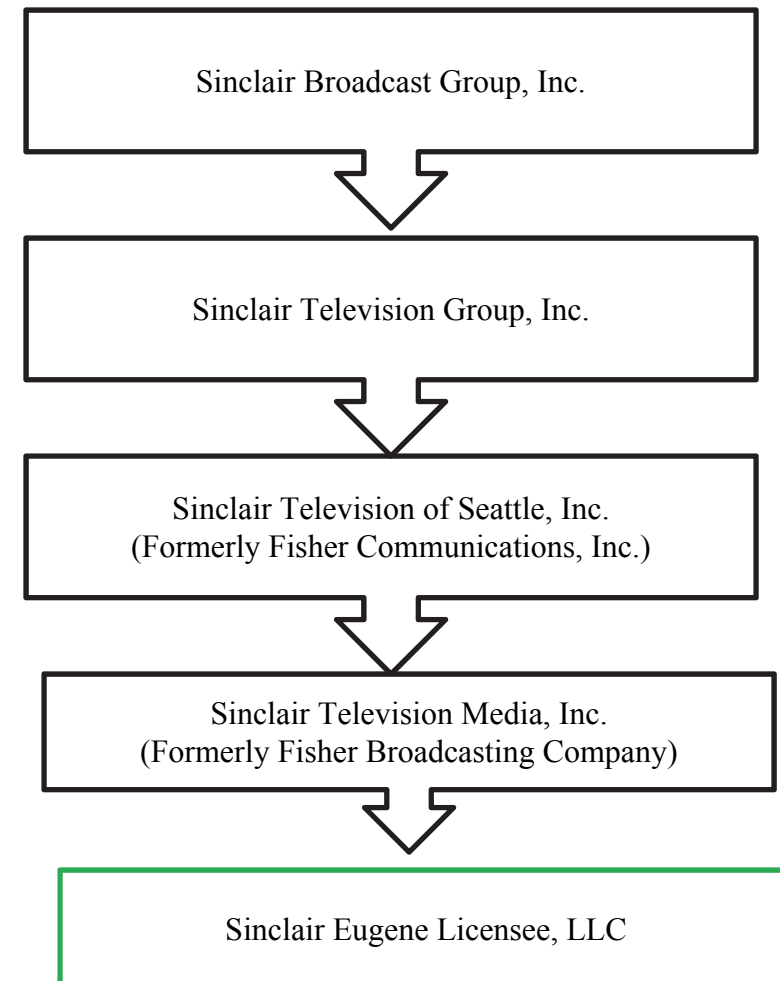 Sinclair Broadcast Group, Inc.
Sinclair Television Group, Inc.
Sinclair Television of Seattle, Inc.
(Formerly Fisher Communications, Inc.)
Sinclair Television Media, Inc.
(Formerly Fisher Broadcasting Company)
Sinclair Eugene Licensee, LLC